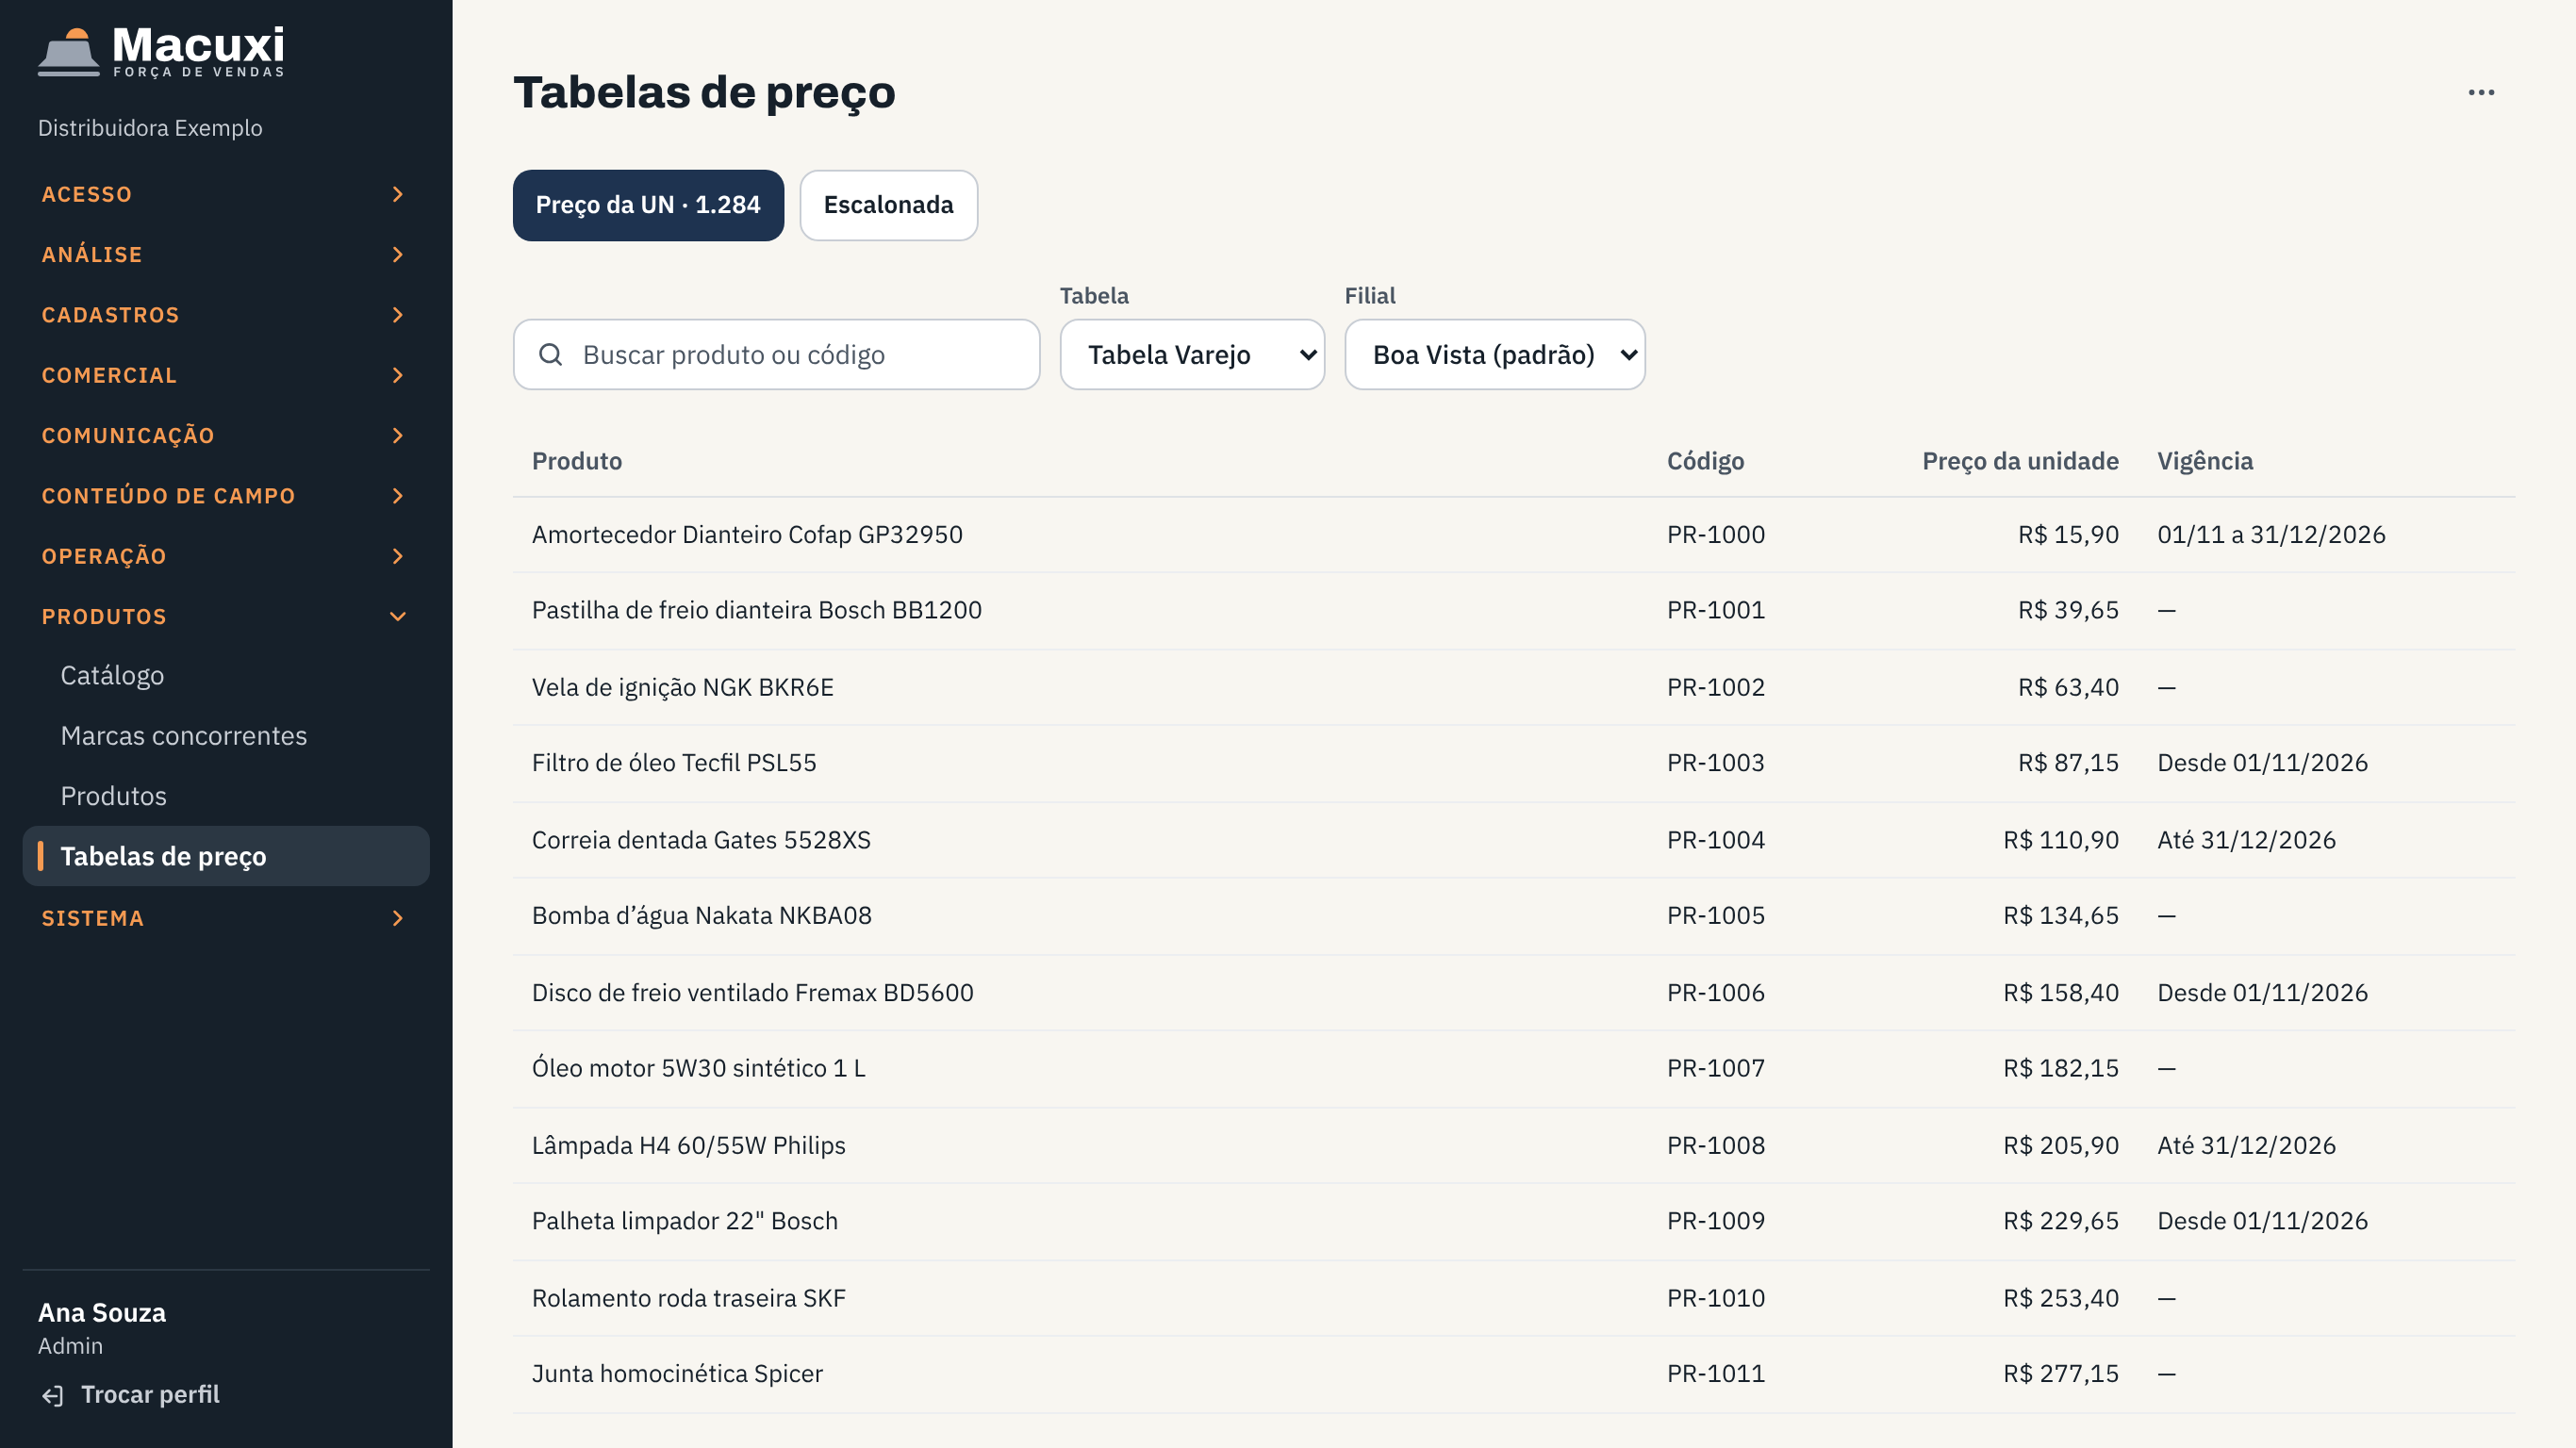 Macuxi
FORÇA DE VENDAS
Distribuidora Exemplo
ACESSO
ANÁLISE
CADASTROS
COMERCIAL
COMUNICAÇÃO
CONTEÚDO DE CAMPO
OPERAÇÃO
PRODUTOS
Catálogo
Marcas concorrentes
Produtos
Tabelas de preço
SISTEMA
Ana Souza
Admin
Trocar perfil
Tabelas de preço
Preço da UN · 1.284 Escalonada
Tabela Filial
Buscar produto ou código Tabela Varejo Boa Vista (padrão)
Produto Código Preço da unidade Vigência
Amortecedor Dianteiro Cofap GP32950 PR-1000 R$ 15,90 01/11 a 31/12/2026
Pastilha de freio dianteira Bosch BB1200 PR-1001 R$ 39,65 —
Vela de ignição NGK BKR6E PR-1002 R$ 63,40 —
Filtro de óleo Tecfil PSL55 PR-1003 R$ 87,15 Desde 01/11/2026
Correia dentada Gates 5528XS PR-1004 R$ 110,90 Até 31/12/2026
Bomba d’água Nakata NKBA08 PR-1005 R$ 134,65 —
Disco de freio ventilado Fremax BD5600 PR-1006 R$ 158,40 Desde 01/11/2026
Óleo motor 5W30 sintético 1 L PR-1007 R$ 182,15 —
Lâmpada H4 60/55W Philips PR-1008 R$ 205,90 Até 31/12/2026
Palheta limpador 22" Bosch PR-1009 R$ 229,65 Desde 01/11/2026
Rolamento roda traseira SKF PR-1010 R$ 253,40 —
Junta homocinética Spicer PR-1011 R$ 277,15 —